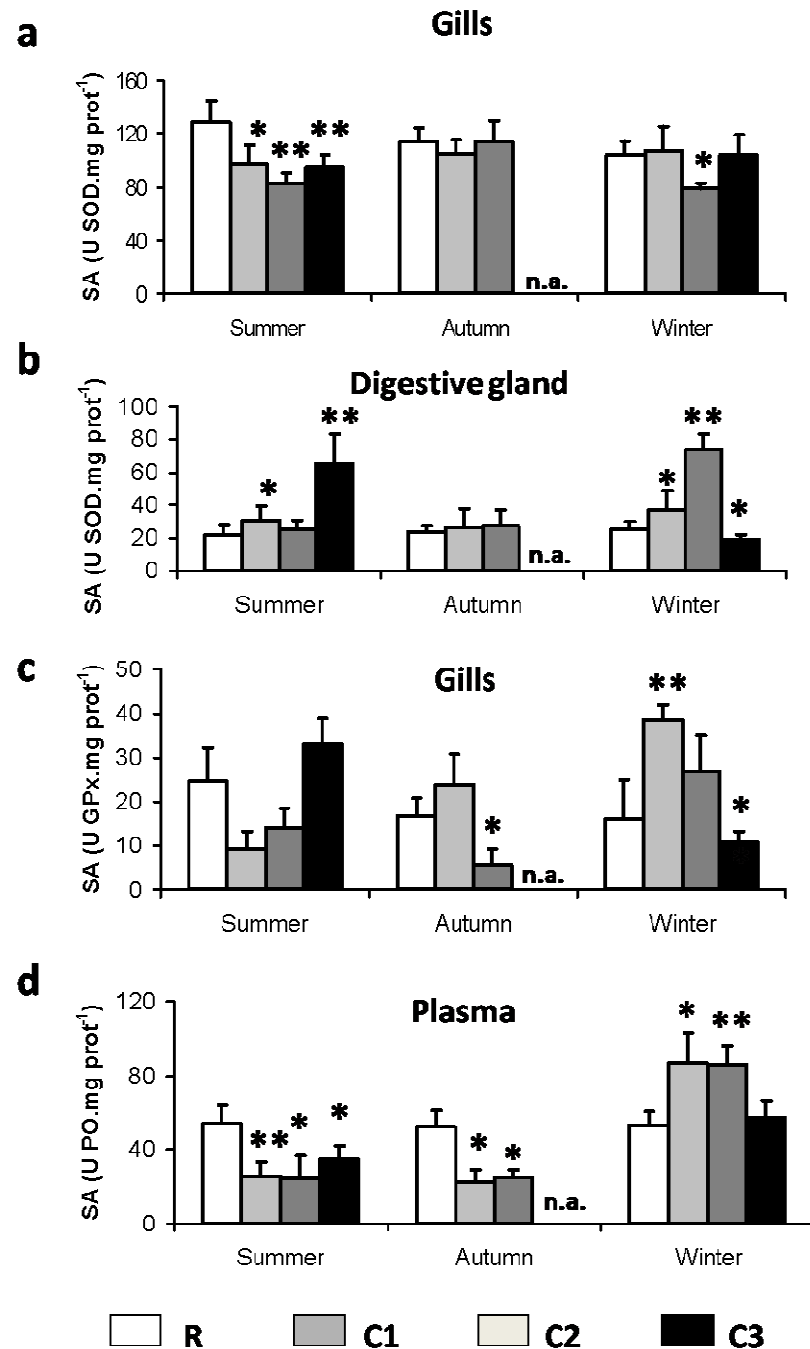 a
Gills
SA (U SOD.mg prot-1)
160
120
80
40
0
* ** **
*
n.a.
Summer Autumn Winter
b
Digestive gland
SA (U SOD.mg prot-1)
100
80
60
40
20
0
* **
* ** *
n.a.
Summer Autumn Winter
c
Gills
SA (U GPx.mg prot-1)
50
40
30
20
10
0
*
** *
n.a.
Summer Autumn Winter
d
Plasma
SA (U PO.mg prot-1)
120
80
40
0
** * *
* *
* **
n.a.
Summer Autumn Winter
R C1 C2 C3